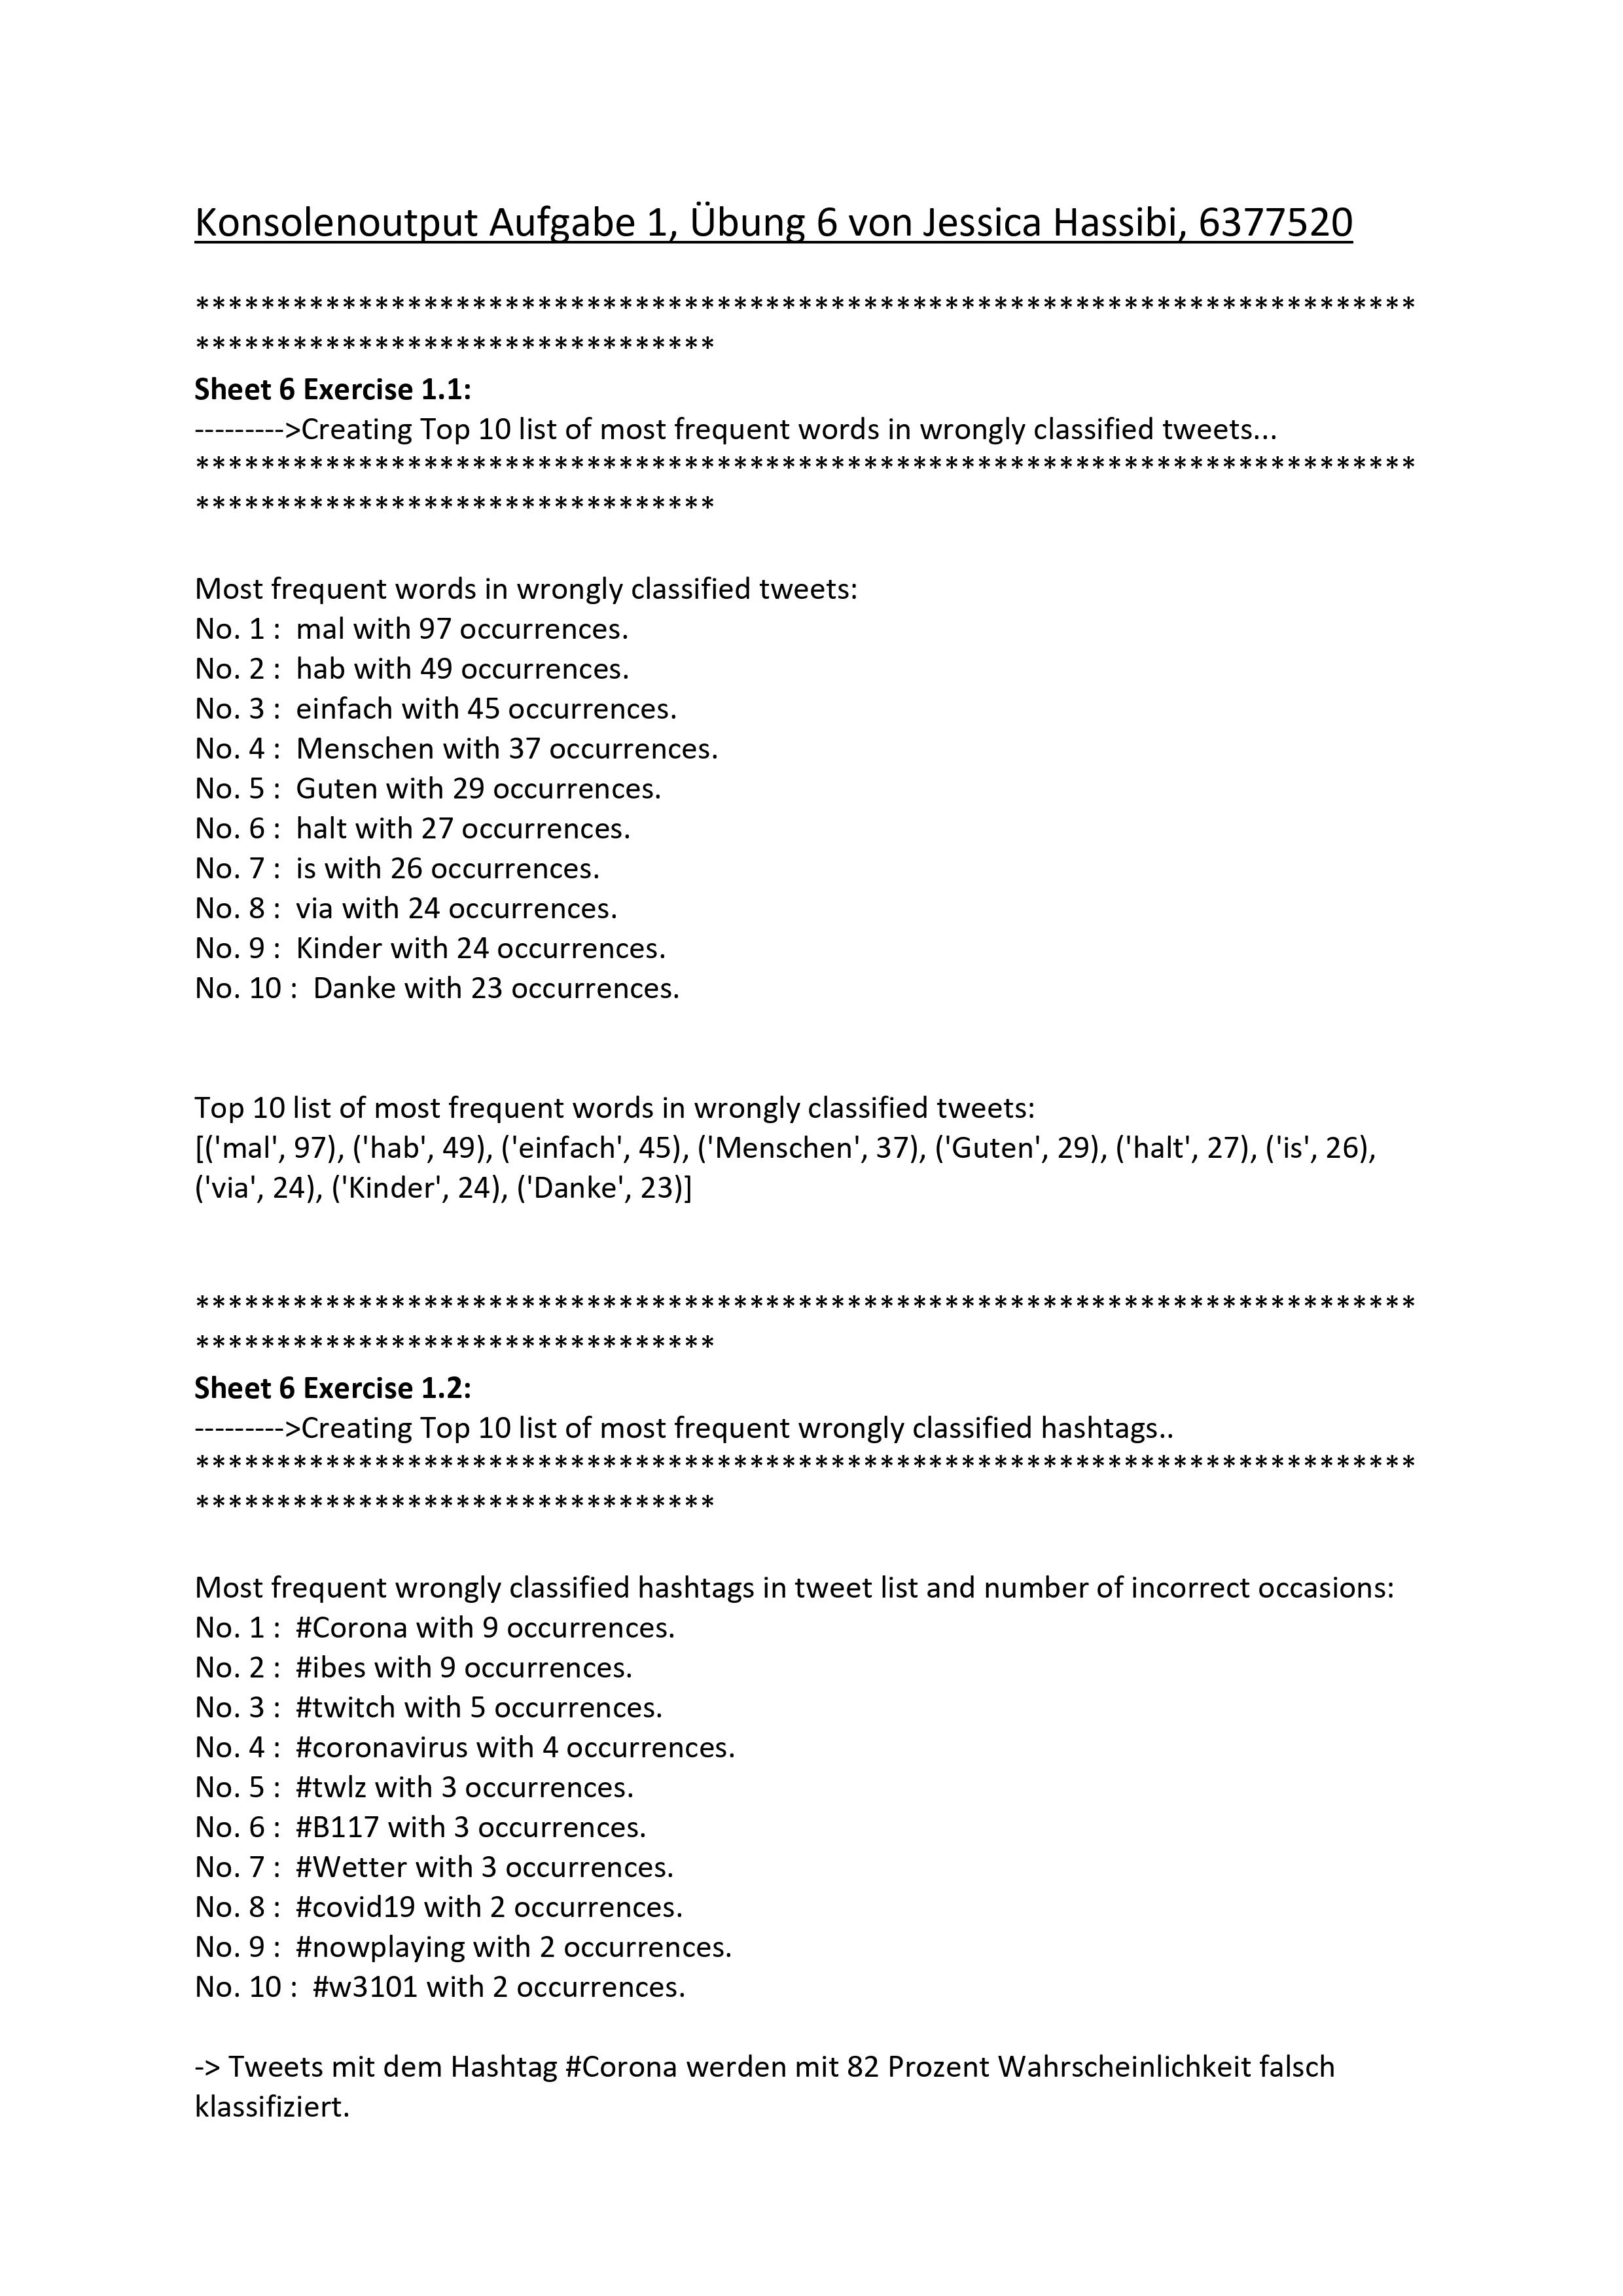 Konsolenoutput Aufgabe 1, Übung 6 von Jessica Hassibi, 6377520
***************************************************************************
********************************
Sheet 6 Exercise 1.1:
--------->Creating Top 10 list of most frequent words in wrongly classified tweets...
***************************************************************************
********************************
Most frequent words in wrongly classified tweets:
No. 1 :  mal with 97 occurrences.
No. 2 :  hab with 49 occurrences.
No. 3 :  einfach with 45 occurrences.
No. 4 :  Menschen with 37 occurrences.
No. 5 :  Guten with 29 occurrences.
No. 6 :  halt with 27 occurrences.
No. 7 :  is with 26 occurrences.
No. 8 :  via with 24 occurrences.
No. 9 :  Kinder with 24 occurrences.
No. 10 :  Danke with 23 occurrences.
Top 10 list of most frequent words in wrongly classified tweets:
[('mal', 97), ('hab', 49), ('einfach', 45), ('Menschen', 37), ('Guten', 29), ('halt', 27), ('is', 26),
('via', 24), ('Kinder', 24), ('Danke', 23)]
***************************************************************************
********************************
Sheet 6 Exercise 1.2:
--------->Creating Top 10 list of most frequent wrongly classified hashtags..
***************************************************************************
********************************
Most frequent wrongly classified hashtags in tweet list and number of incorrect occasions:
No. 1 :  #Corona with 9 occurrences.
No. 2 :  #ibes with 9 occurrences.
No. 3 :  #twitch with 5 occurrences.
No. 4 :  #coronavirus with 4 occurrences.
No. 5 :  #twlz with 3 occurrences.
No. 6 :  #B117 with 3 occurrences.
No. 7 :  #Wetter with 3 occurrences.
No. 8 :  #covid19 with 2 occurrences.
No. 9 :  #nowplaying with 2 occurrences.
No. 10 :  #w3101 with 2 occurrences.
-> Tweets mit dem Hashtag #Corona werden mit 82 Prozent Wahrscheinlichkeit falsch
klassifiziert.